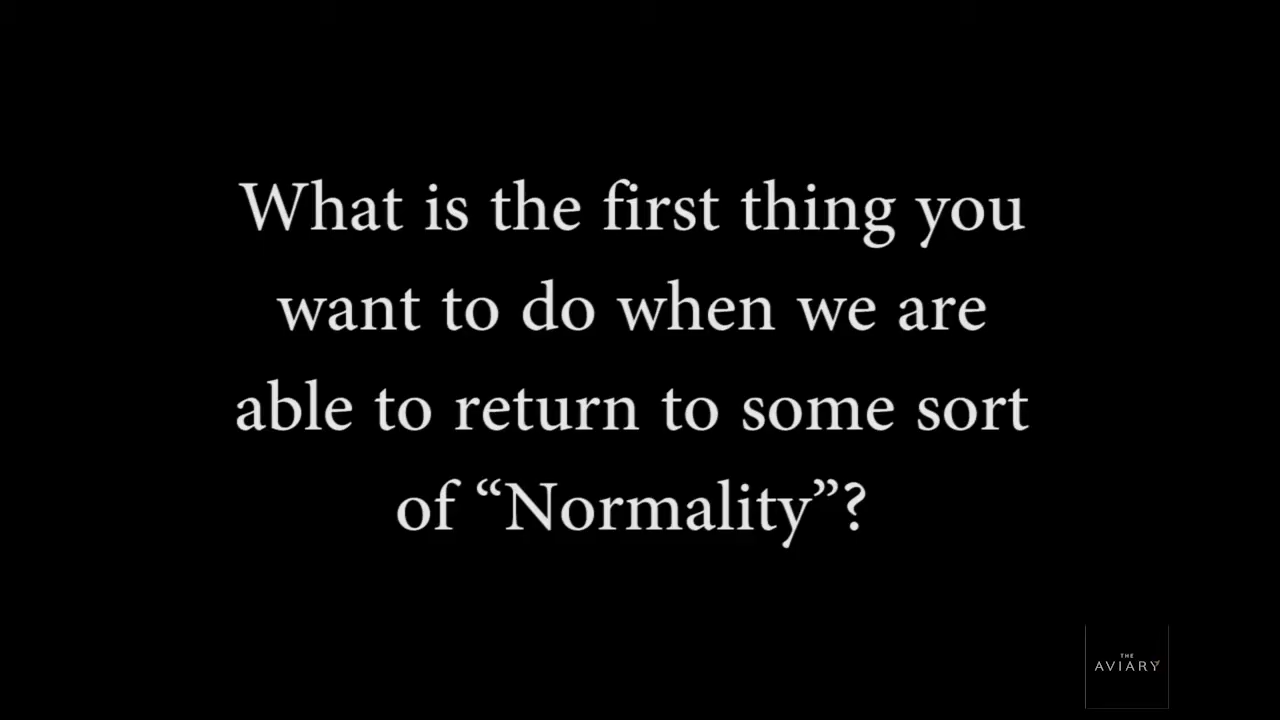 What is the first thing you
want to do when we are
able to return to some sort
of “Normality”?
THE
AVIARY